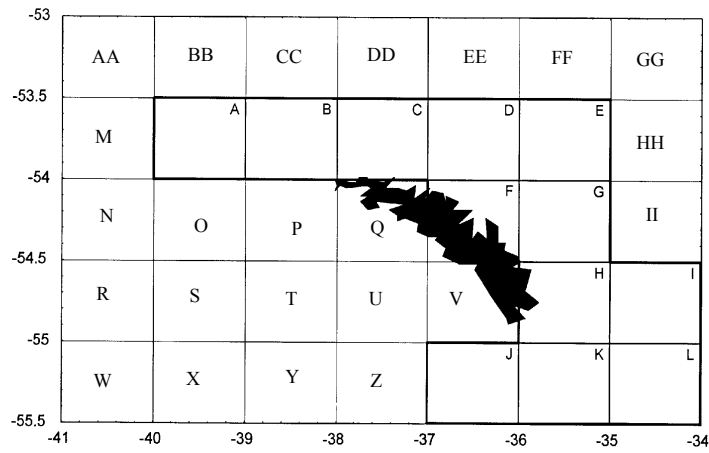 -53
AA BB CC DD EE FF GG
-53.5
A B C D E
M HH
-54
F G
N O P Q II
-54.5
H I
R S T U V
-55
J K L
W X Y Z
-55.5
-41 -40 -39 -38 -37 -36 -35 -34